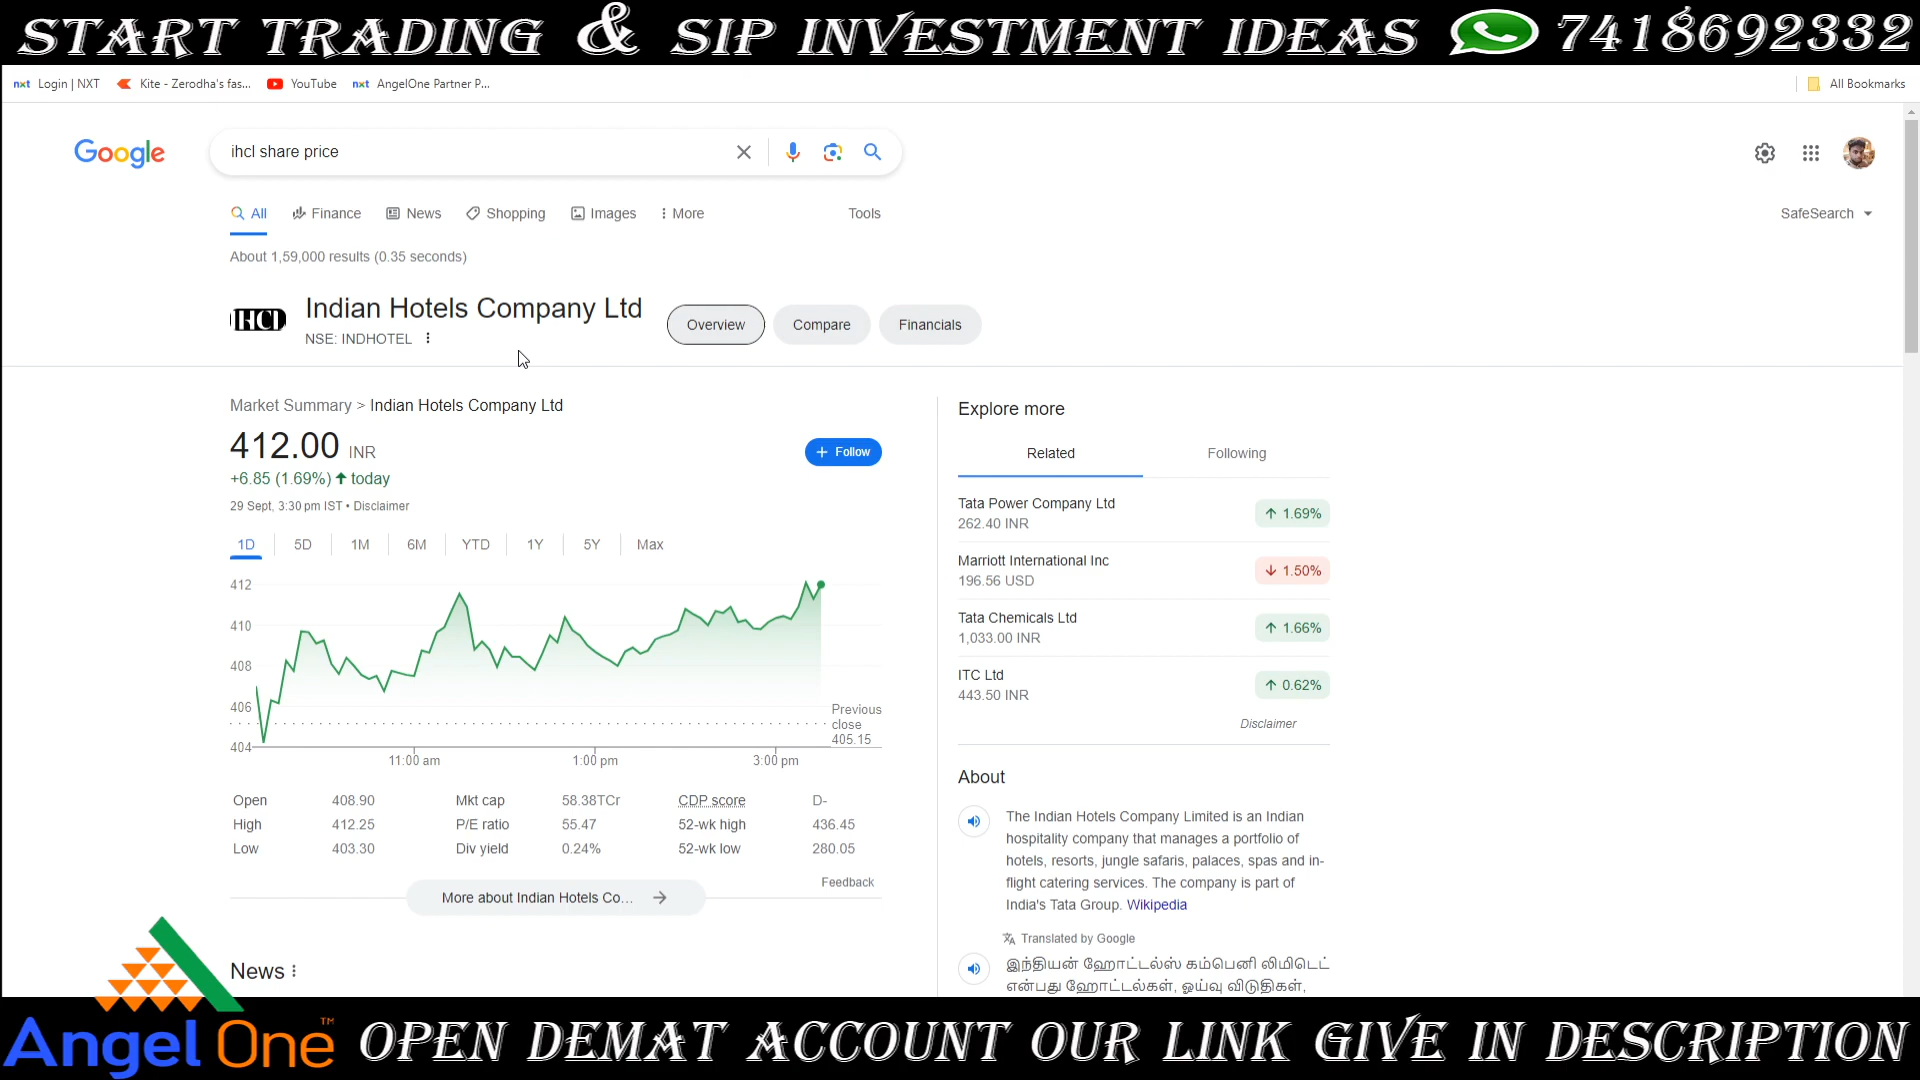 START TRADING & SIP INVESTMENT IDEAS 7418692332
nxt Login | NXT Kite - Zerodha's fas... YouTube nxt AngelOne Partner P... All Bookmarks
Google ihcl share price
All Finance News Shopping Images More Tools SafeSearch
About 1,59,000 results (0.35 seconds)
Indian Hotels Company Ltd
NSE: INDHOTEL
Overview Compare Financials
Market Summary > Indian Hotels Company Ltd
412.00 INR
+ Follow
+6.85 (1.69%) today
29 Sept, 3:30 pm IST • Disclaimer
1D 5D 1M 6M YTD 1Y 5Y Max
412
410
408
406
404
Previous
close
405.15
11:00 am 1:00 pm 3:00 pm
Open 408.90 Mkt cap 58.38TCr CDP score D-
High 412.25 P/E ratio 55.47 52-wk high 436.45
Low 403.30 Div yield 0.24% 52-wk low 280.05
Feedback
More about Indian Hotels Co...
News
Explore more
Related Following
Tata Power Company Ltd
262.40 INR
1.69%
Marriott International Inc
196.56 USD
1.50%
Tata Chemicals Ltd
1,033.00 INR
1.66%
ITC Ltd
443.50 INR
0.62%
Disclaimer
About
The Indian Hotels Company Limited is an Indian
hospitality company that manages a portfolio of
hotels, resorts, jungle safaris, palaces, spas and in-
flight catering services. The company is part of
India's Tata Group. Wikipedia
Translated by Google
இந்தியன் ஹோட்டல்ஸ் கம்பெனி லிமிடெட்
என்பது ஹோட்டல்கள், ஓய்வு விடுதிகள்,
AngelOne™ OPEN DEMAT ACCOUNT OUR LINK GIVE IN DESCRIPTION